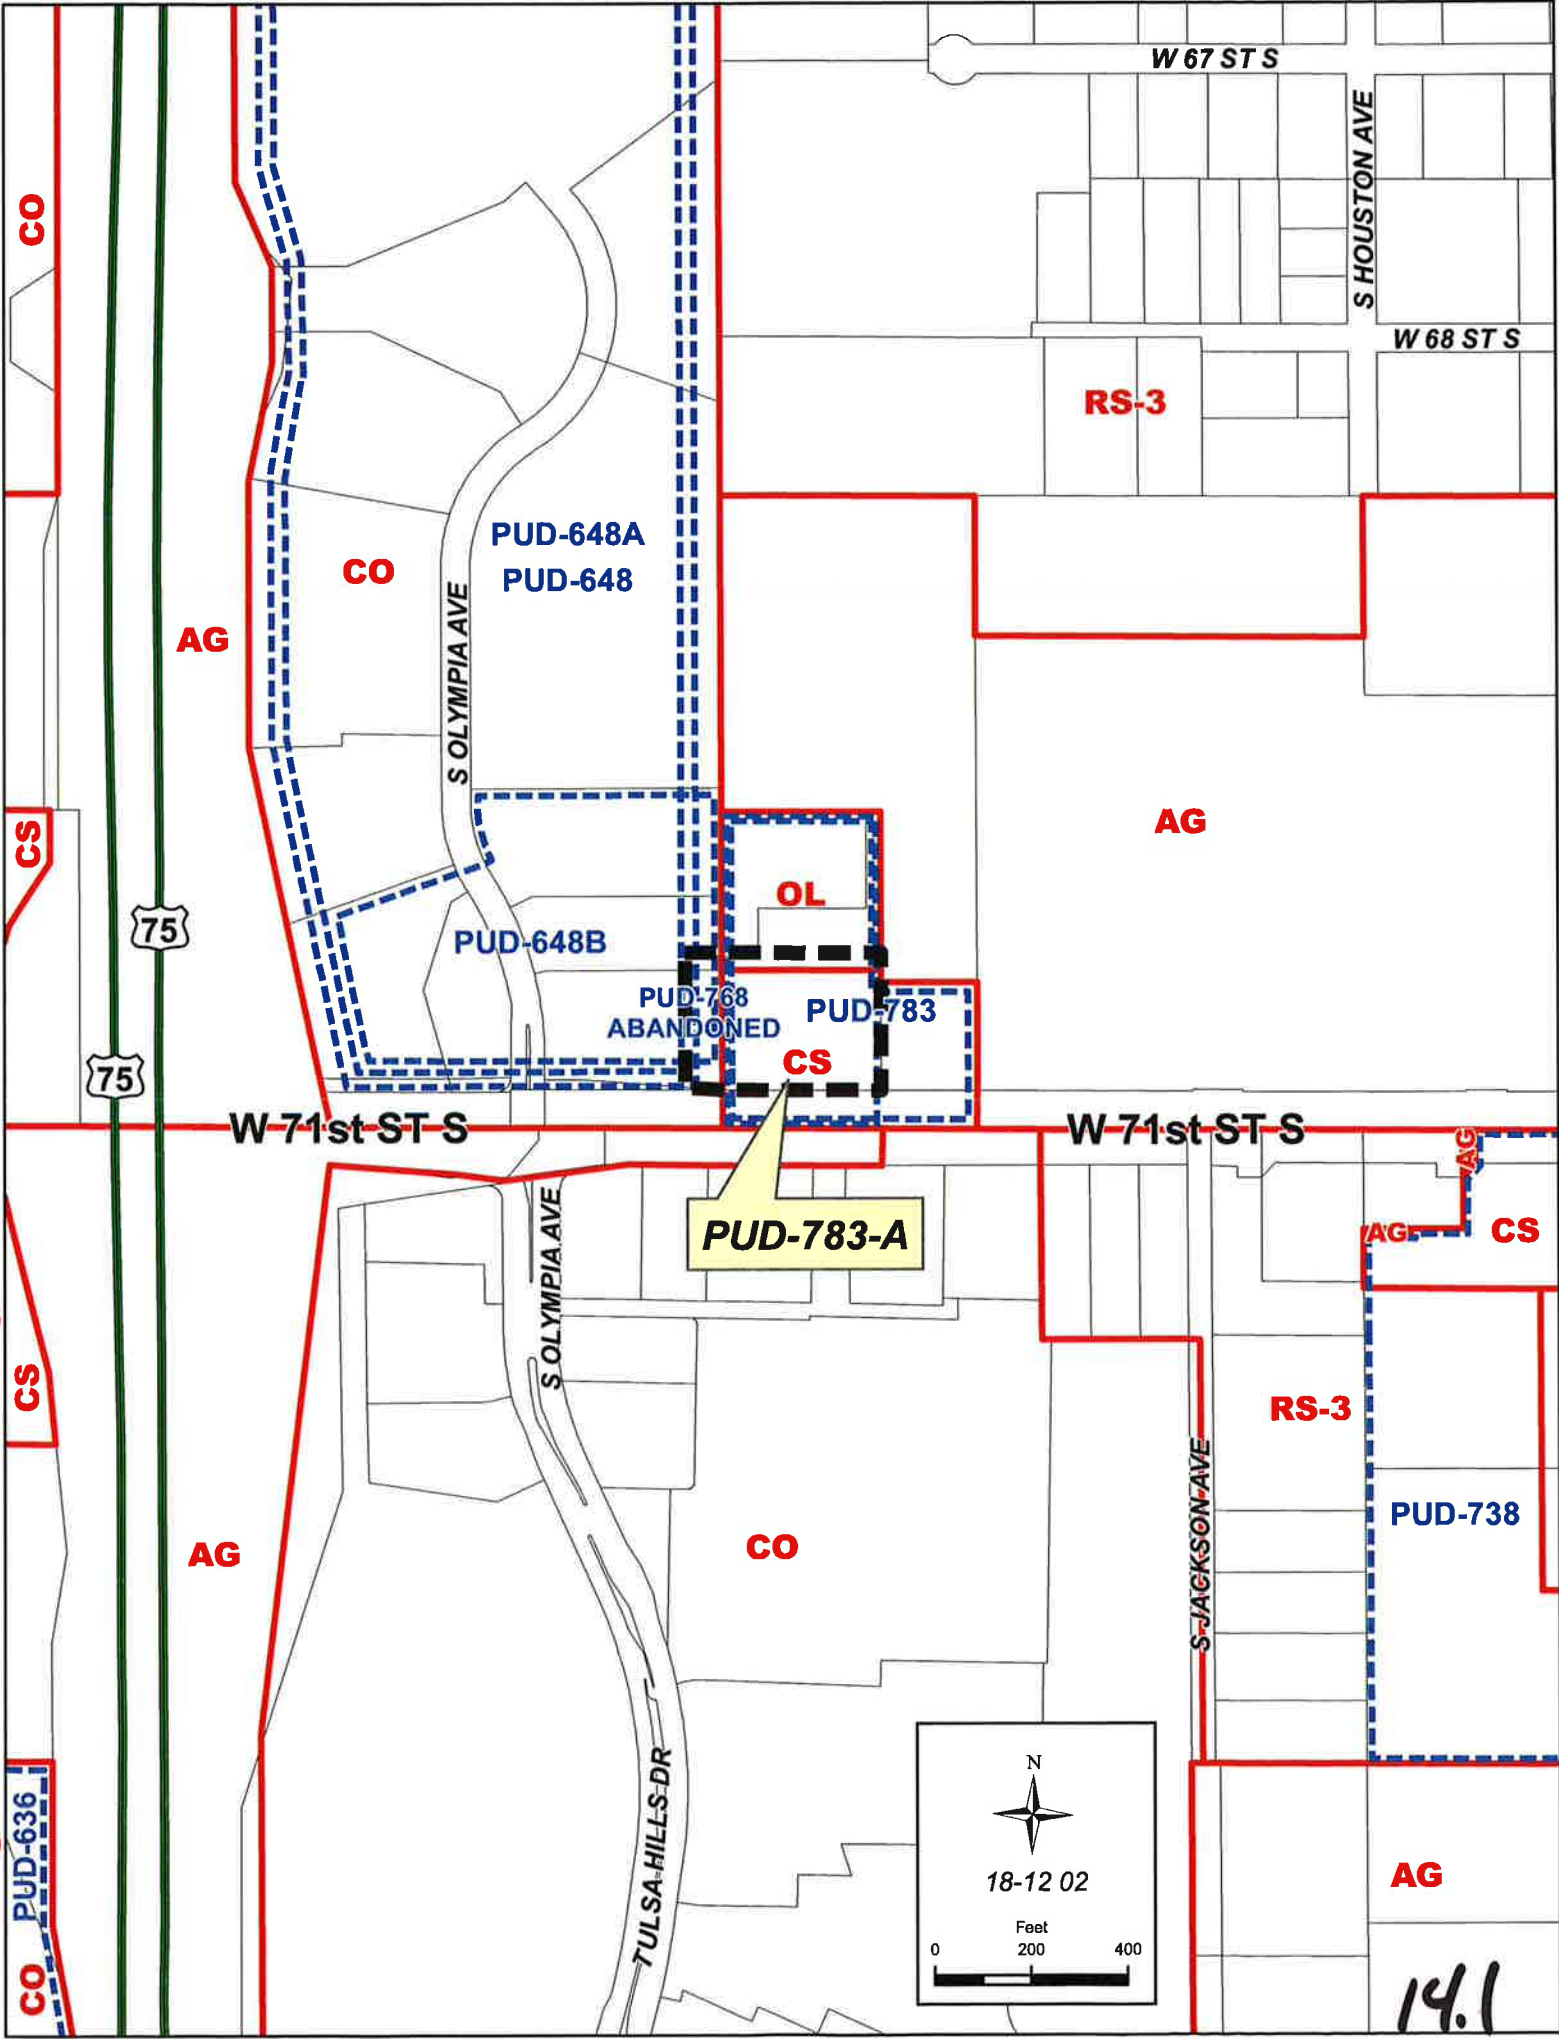 W 67 ST S
S HOUSTON AVE
CO
W 68 ST S
RS-3
PUD-648A
PUD-648
CO
AG
S OLYMPIA AVE
AG
CS
OL
75
PUD-648B
PUD-768
ABANDONED
PUD-783
CS
75
W 71st ST S
W 71st ST S
AG
PUD-783-A
AG
CS
S OLYMPIA AVE
CS
RS-3
PUD-738
S JACKSON AVE
AG
CO
TULSA HILLS DR
N
18-12 02
Feet
0 200 400
PUD-636
AG
CO
14.1